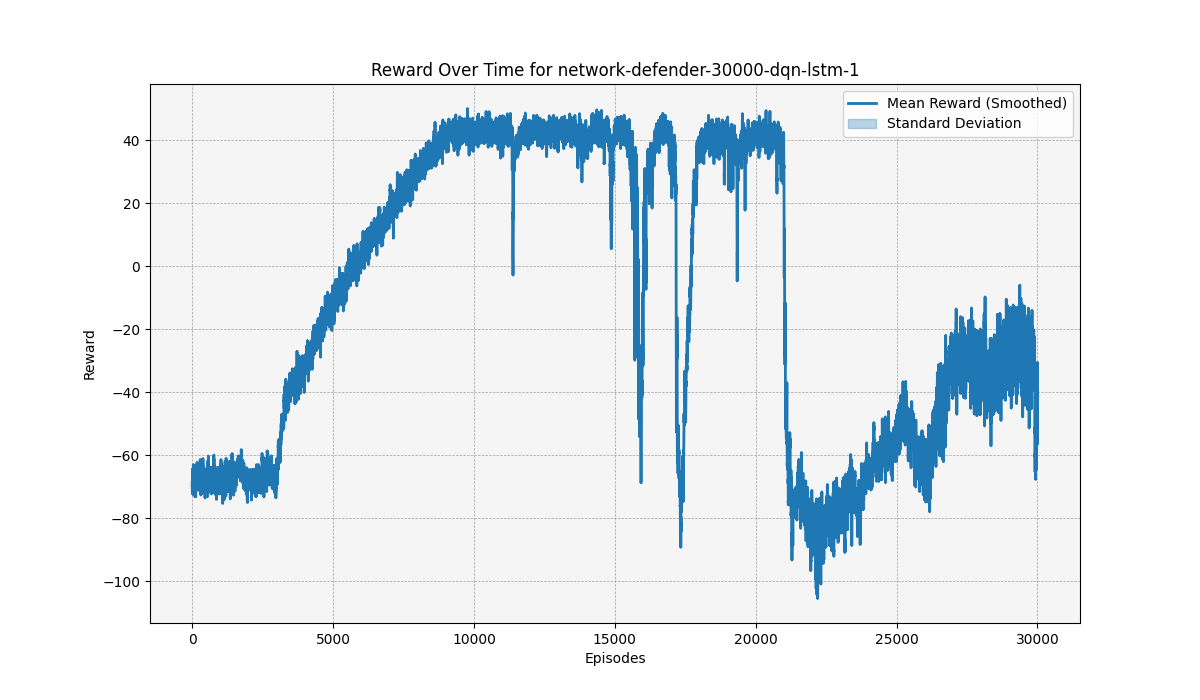 Reward Over Time for network-defender-30000-dqn-lstm-1
Mean Reward (Smoothed)
Standard Deviation
40
20
0
−20
−40
−60
−80
−100
Reward
0 5000 10000 15000 20000 25000 30000
Episodes